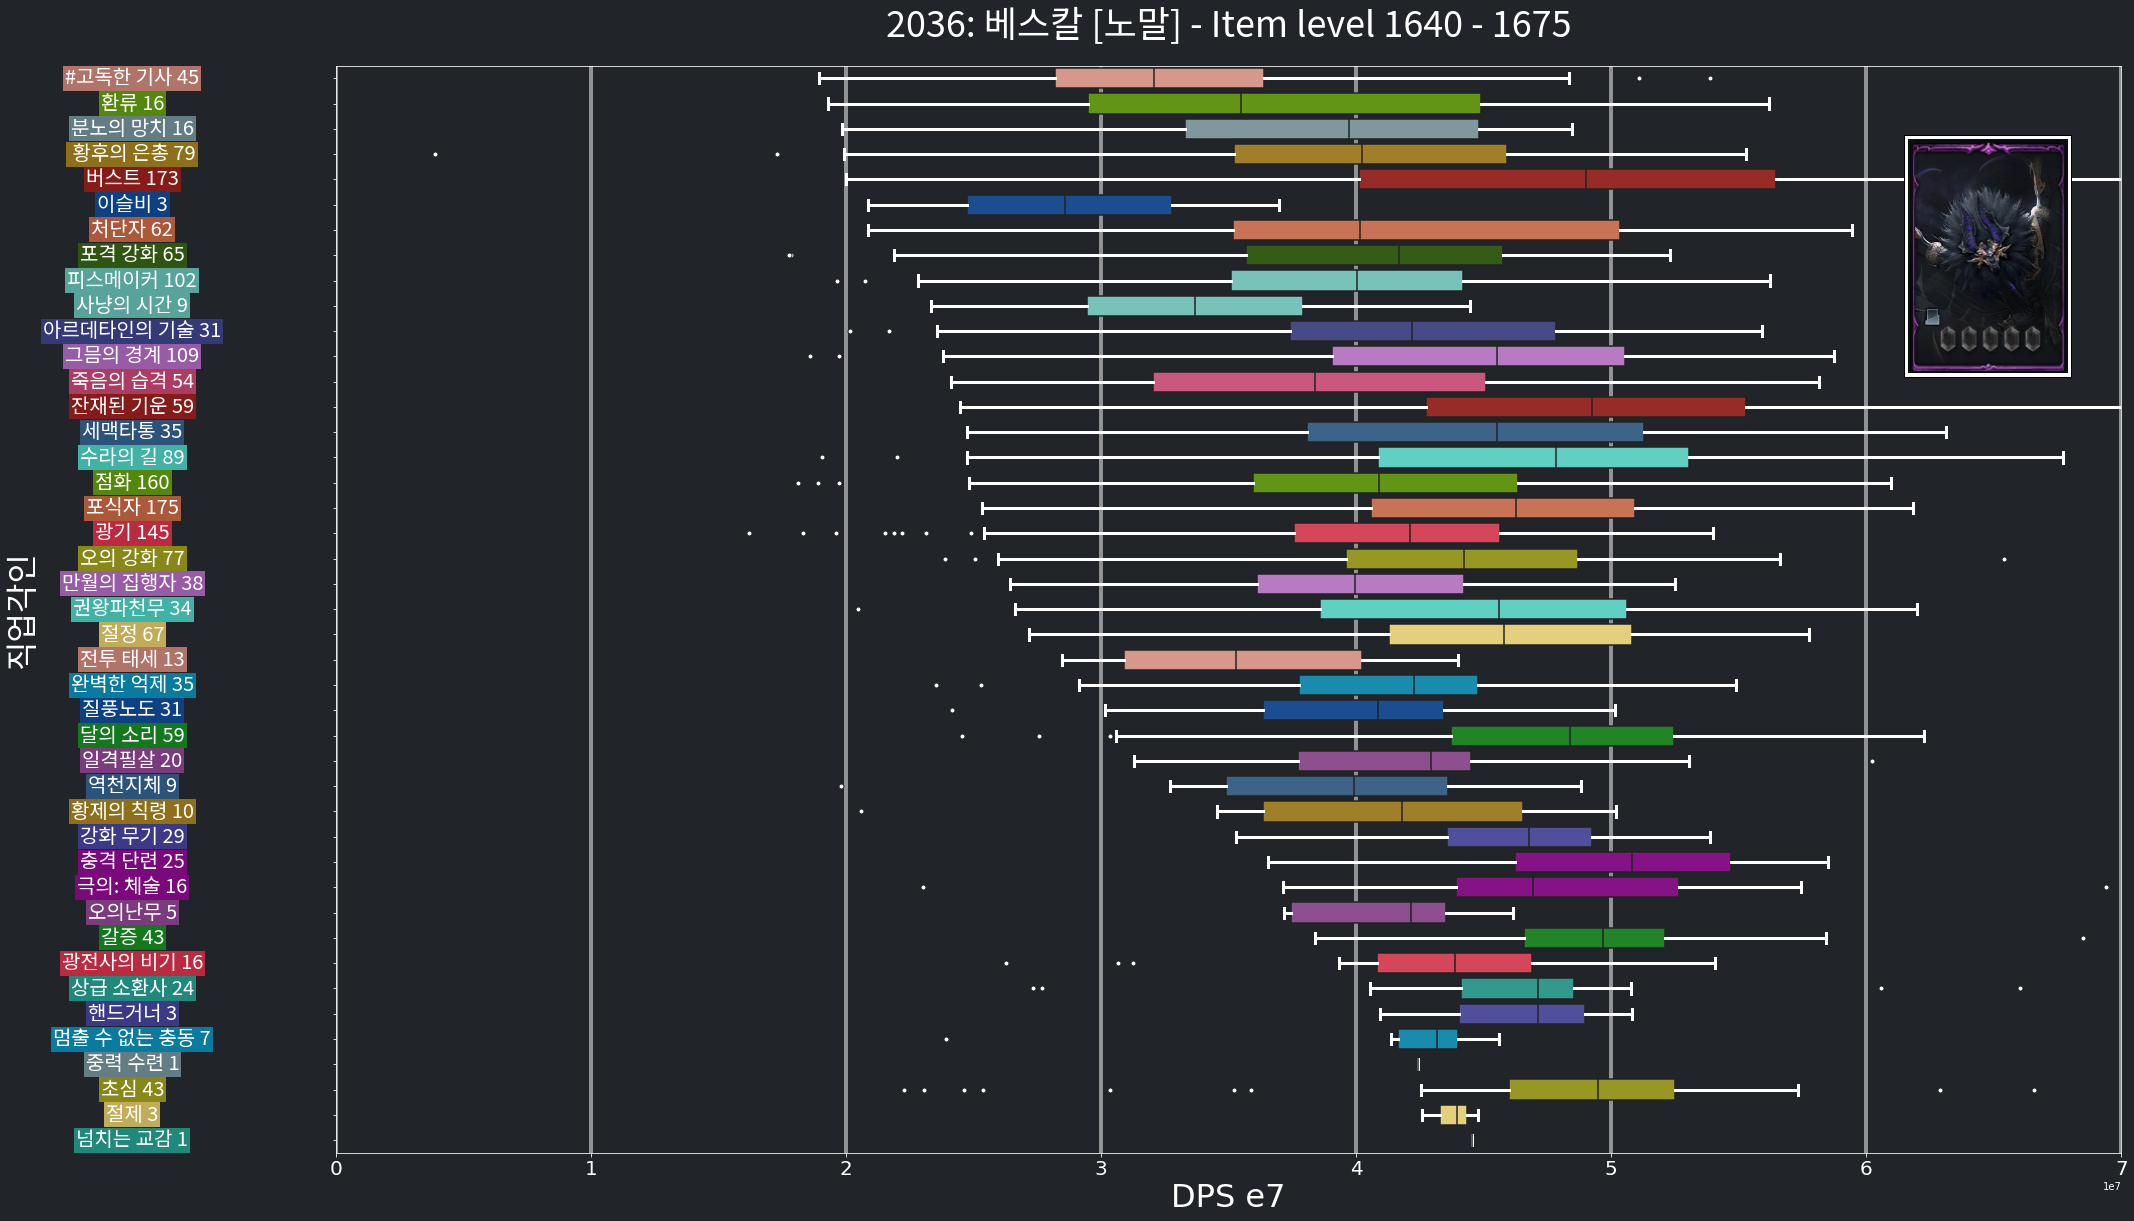 2036: 베스칼 [노말] - Item level 1640 - 1675
#고독한 기사 45
환류 16
분노의 망치 16
황후의 은총 79
버스트 173
이슬비 3
처단자 62
포격 강화 65
피스메이커 102
사냥의 시간 9
아르데타인의 기술 31
그믐의 경계 109
죽음의 습격 54
잔재된 기운 59
세맥타통 35
수라의 길 89
점화 160
포식자 175
광기 145
오의 강화 77
만월의 집행자 38
권왕파천무 34
절정 67
전투 태세 13
완벽한 억제 35
질풍노도 31
달의 소리 59
일격필살 20
역천지체 9
황제의 칙령 10
강화 무기 29
충격 단련 25
극의: 체술 16
오의난무 5
갈증 43
광전사의 비기 16
상급 소환사 24
핸드거너 3
멈출 수 없는 충동 7
중력 수련 1
초심 43
절제 3
넘치는 교감 1
직업각인
0 1 2 3 4 5 6 7
1e7
DPS e7